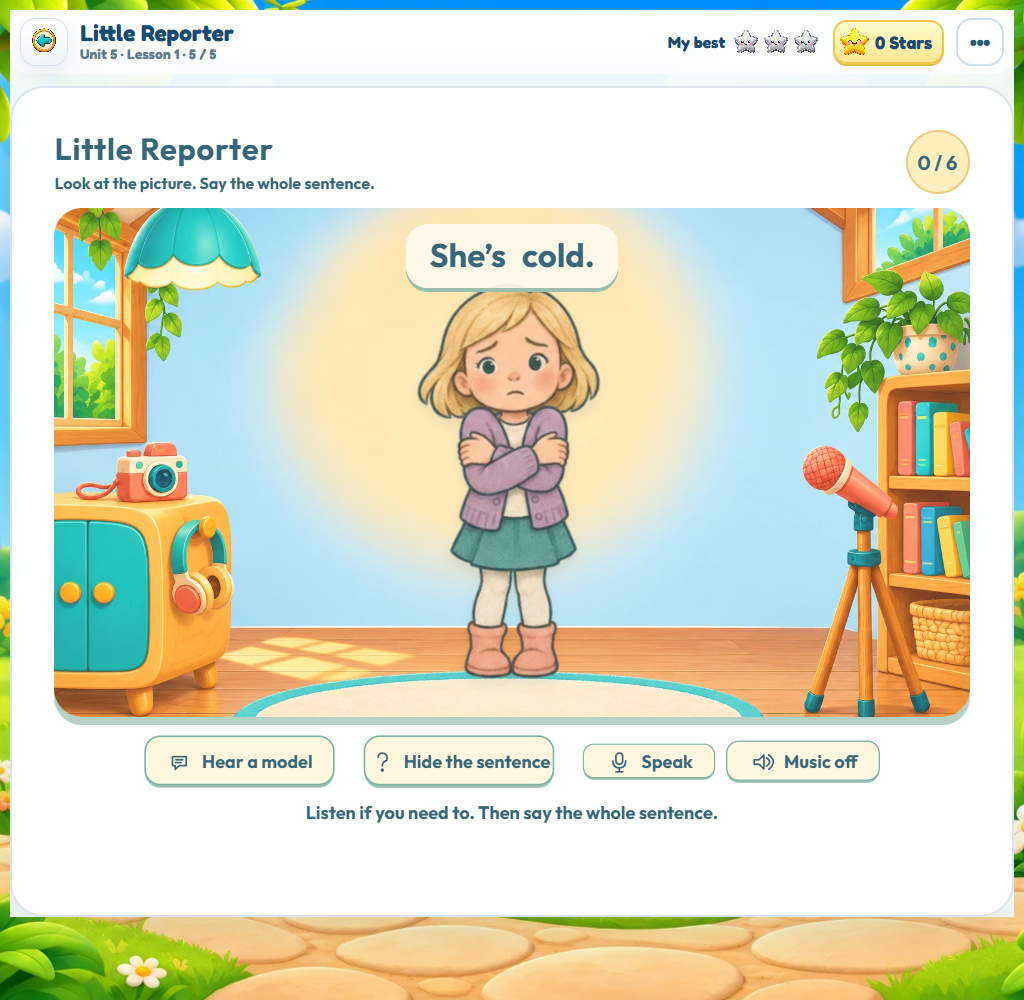 Little Reporter
Unit 5 · Lesson 1 · 5 / 5
My best
0 Stars
Little Reporter
0 / 6
Look at the picture. Say the whole sentence.
She’s cold.
Hear a model
Hide the sentence
Speak
Music off
Listen if you need to. Then say the whole sentence.